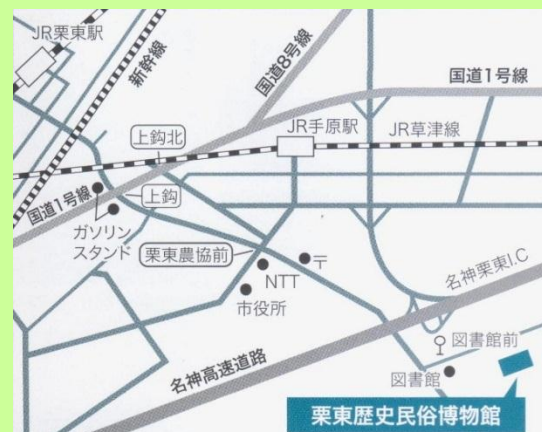 JR栗東駅
新幹線
国道8号線
国道1号線
上鈎北
JR手原駅
JR草津線
国道1号線
上鈎
ガソリン
スタンド
栗東農協前
〒
NTT
市役所
名神栗東I.C
図書館前
名神高速道路
図書館
栗東歴史民俗博物館